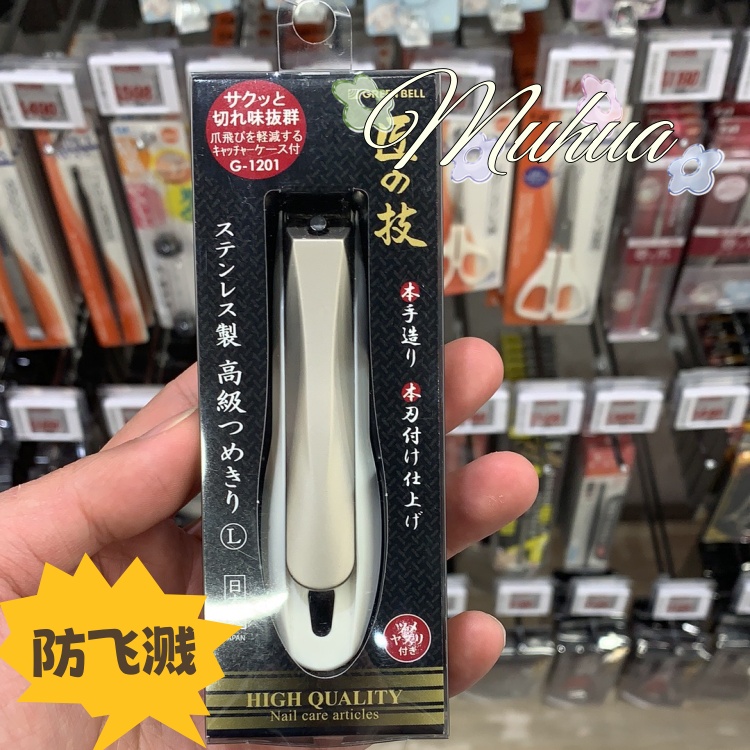 GREEN BELL
Muhua
サクッと
切れ味抜群
爪飛びを軽減する
キャッチャーケース付
G-1201
匠の技
ステンレス製 高級つめきり L
本手造り 本刃付け仕上げ
ツメ
ヤスリ
付き
防飞溅
HIGH QUALITY
Nail care articles